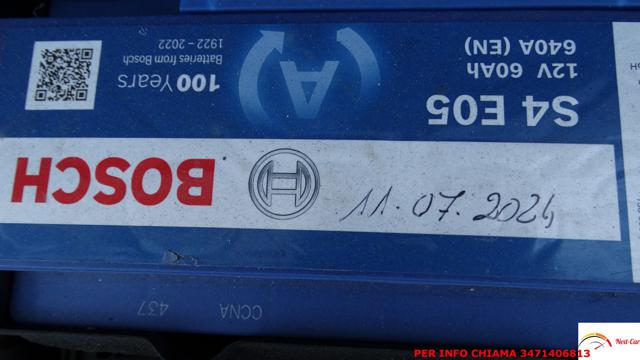 S4 E05
12V 60Ah
640A (EN)
A
100 Years
Batteries from Bosch
1922 - 2022
BOSCH
11.07.2024
CCNA
437
PER INFO CHIAMA 3471406813
Next-Car